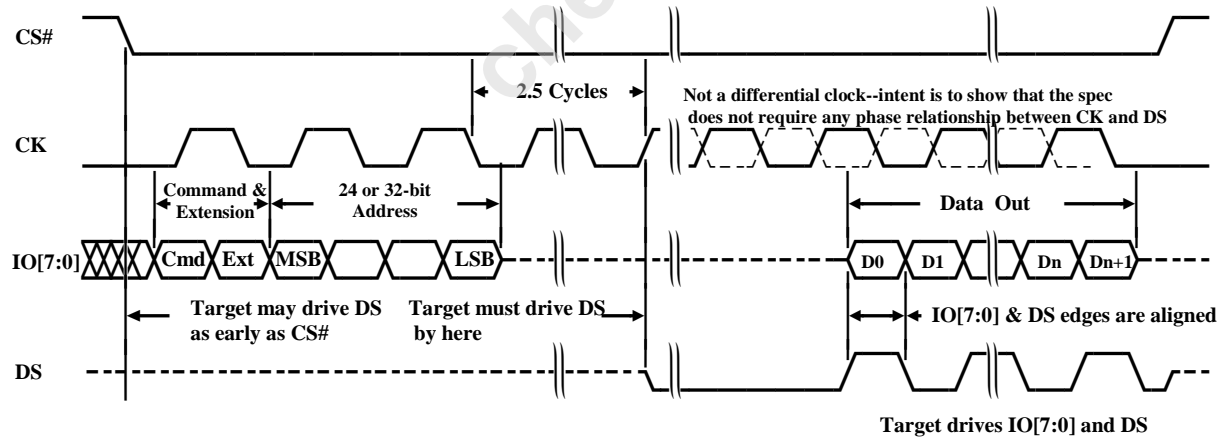 CS#
che
2.5 Cycles
Not a differential clock--intent is to show that the spec
does not require any phase relationship between CK and DS
CK
Command &
Extension
24 or 32-bit
Address
Data Out
IO[7:0]
Cmd Ext MSB LSB D0 D1 Dn Dn+1
Target may drive DS
as early as CS#
Target must drive DS
by here
IO[7:0] & DS edges are aligned
DS
Target drives IO[7:0] and DS